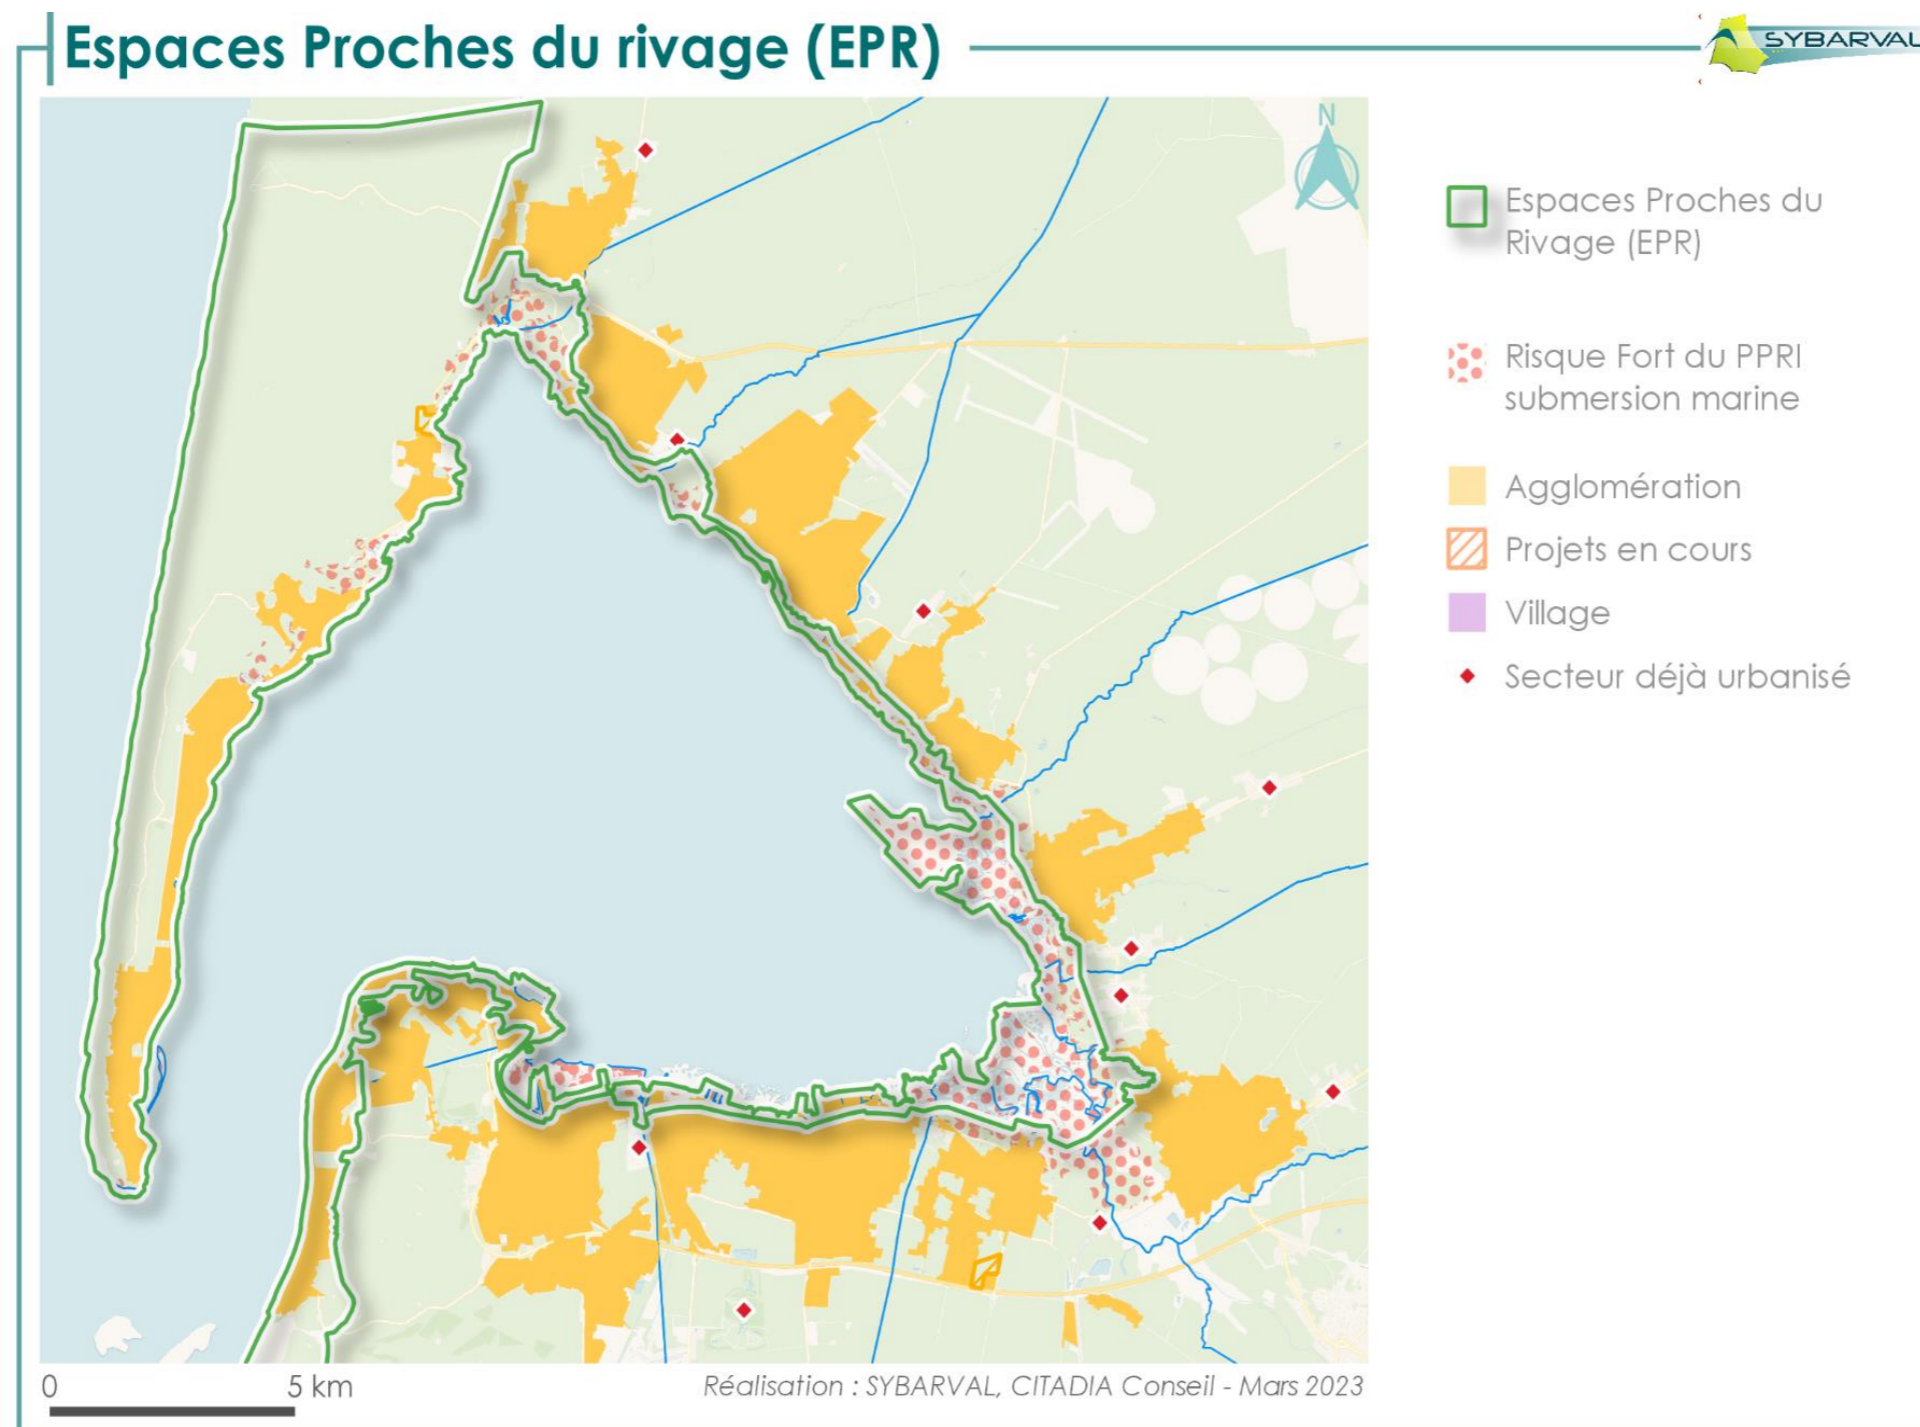 Espaces Proches du rivage (EPR)
SYBARVAL
N
Espaces Proches du
Rivage (EPR)
Risque Fort du PPRI
submersion marine
Agglomération
Projets en cours
Village
Secteur déjà urbanisé
0 5 km
Réalisation : SYBARVAL, CITADIA Conseil - Mars 2023